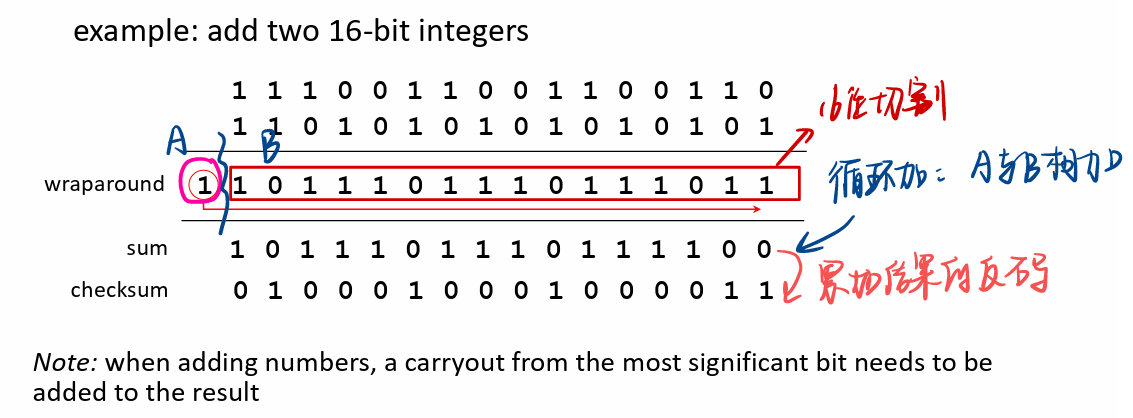 example: add two 16-bit integers
1 1 1 0 0 1 1 0 0 1 1 0 0 1 1 0
1 1 0 1 0 1 0 1 0 1 0 1 0 1 0 1
16位切割
A
B
wraparound 1 1 0 1 1 1 0 1 1 1 0 1 1 1 0 1 1
循环加: A与B相加
sum 1 0 1 1 1 0 1 1 1 0 1 1 1 1 0 0
checksum 0 1 0 0 0 1 0 0 0 1 0 0 0 0 1 1
累加结果的反码
Note: when adding numbers, a carryout from the most significant bit needs to be
added to the result